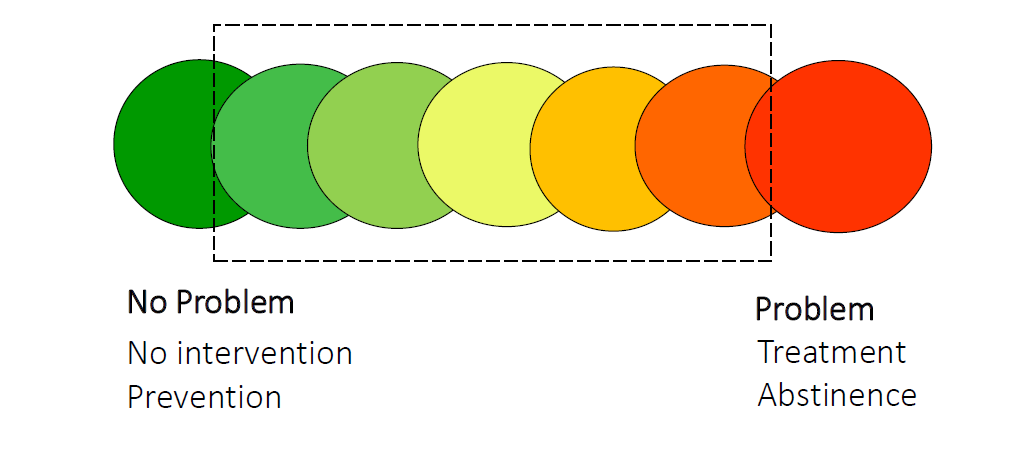 No Problem
No intervention
Prevention
Problem
Treatment
Abstinence